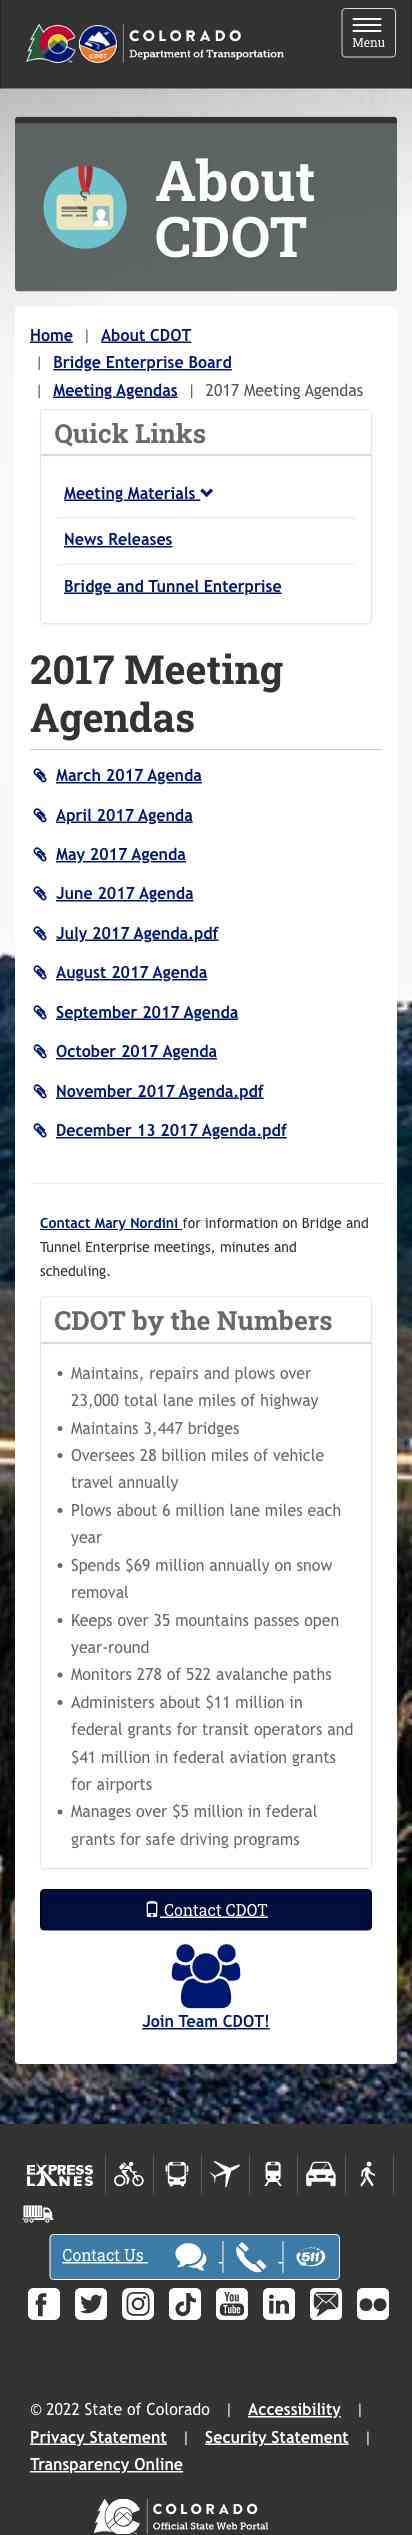 COLORADO
Department of Transportation
Menu
CDOT
About
CDOT
Home | About CDOT
| Bridge Enterprise Board
| Meeting Agendas | 2017 Meeting Agendas
Quick Links
Meeting Materials
News Releases
Bridge and Tunnel Enterprise
2017 Meeting
Agendas
March 2017 Agenda
April 2017 Agenda
May 2017 Agenda
June 2017 Agenda
July 2017 Agenda.pdf
August 2017 Agenda
September 2017 Agenda
October 2017 Agenda
November 2017 Agenda.pdf
December 13 2017 Agenda.pdf
Contact Mary Nordini for information on Bridge and
Tunnel Enterprise meetings, minutes and
scheduling.
CDOT by the Numbers
• Maintains, repairs and plows over
23,000 total lane miles of highway
• Maintains 3,447 bridges
• Oversees 28 billion miles of vehicle
travel annually
• Plows about 6 million lane miles each
year
• Spends $69 million annually on snow
removal
• Keeps over 35 mountains passes open
year-round
• Monitors 278 of 522 avalanche paths
• Administers about $11 million in
federal grants for transit operators and
$41 million in federal aviation grants
for airports
• Manages over $5 million in federal
grants for safe driving programs
Contact CDOT
Join Team CDOT!
EXPRESS
LANES
Contact Us
511
You
Tube
in
© 2022 State of Colorado | Accessibility |
Privacy Statement | Security Statement |
Transparency Online
COLORADO
Official State Web Portal